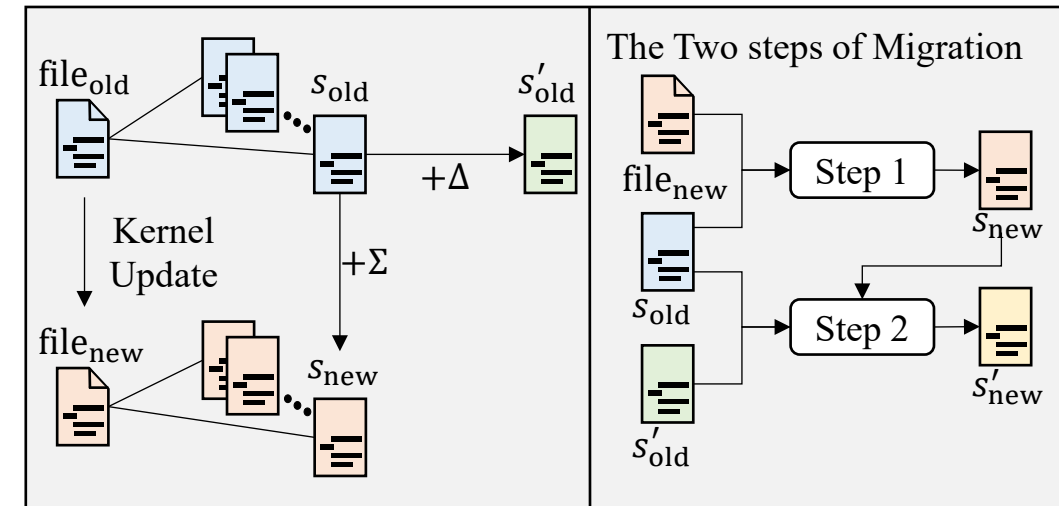 file_old
s_old
s′_old
+Δ
Kernel
Update
+Σ
file_new
s_new
The Two steps of Migration
file_new
Step 1
s_new
s_old
Step 2
s′_new
s′_old